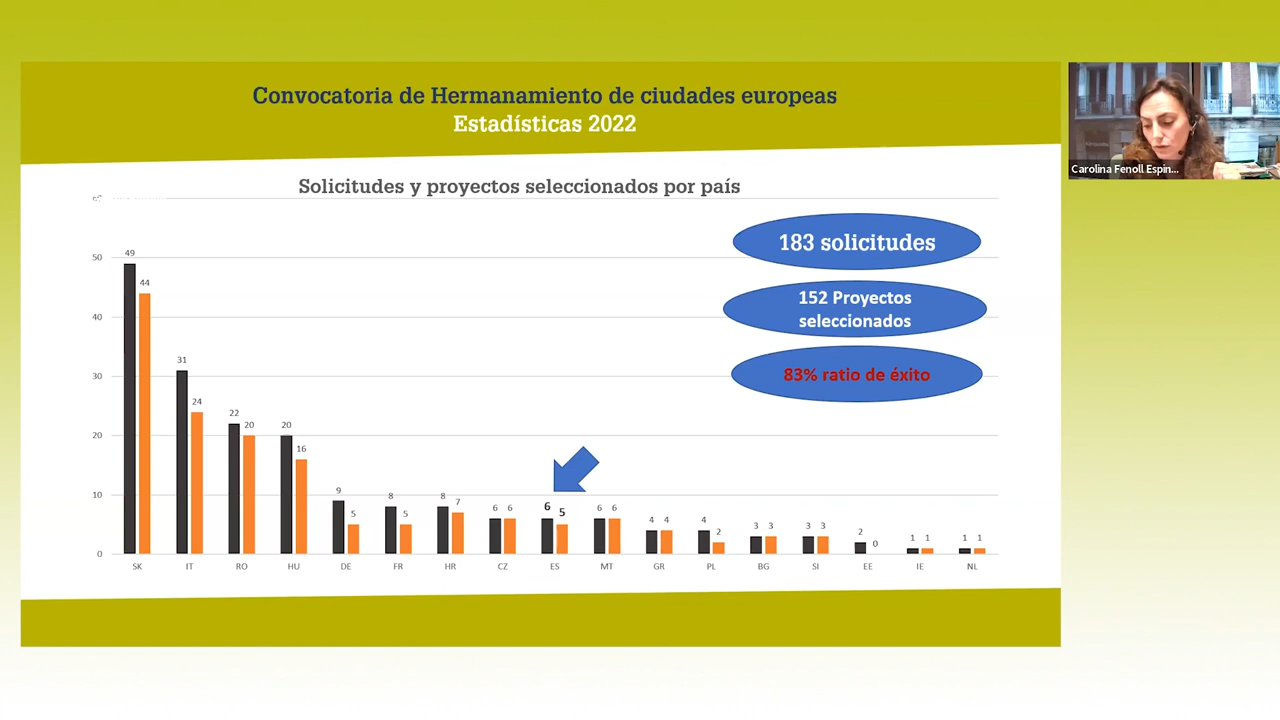 Convocatoria de Hermanamiento de ciudades europeas
Estadísticas 2022
Carolina Fenoll Espin...
Solicitudes y proyectos seleccionados por país
183 solicitudes
152 Proyectos
seleccionados
83% ratio de éxito
50
40
30
20
10
0
49 44 31 24 22 20 20 16 9 5 8 5 8 7 6 6 6 5 6 6 4 4 4 2 3 3 3 3 2 0 1 1 1 1
SK IT RO HU DE FR HR CZ ES MT GR PL BG SI EE IE NL